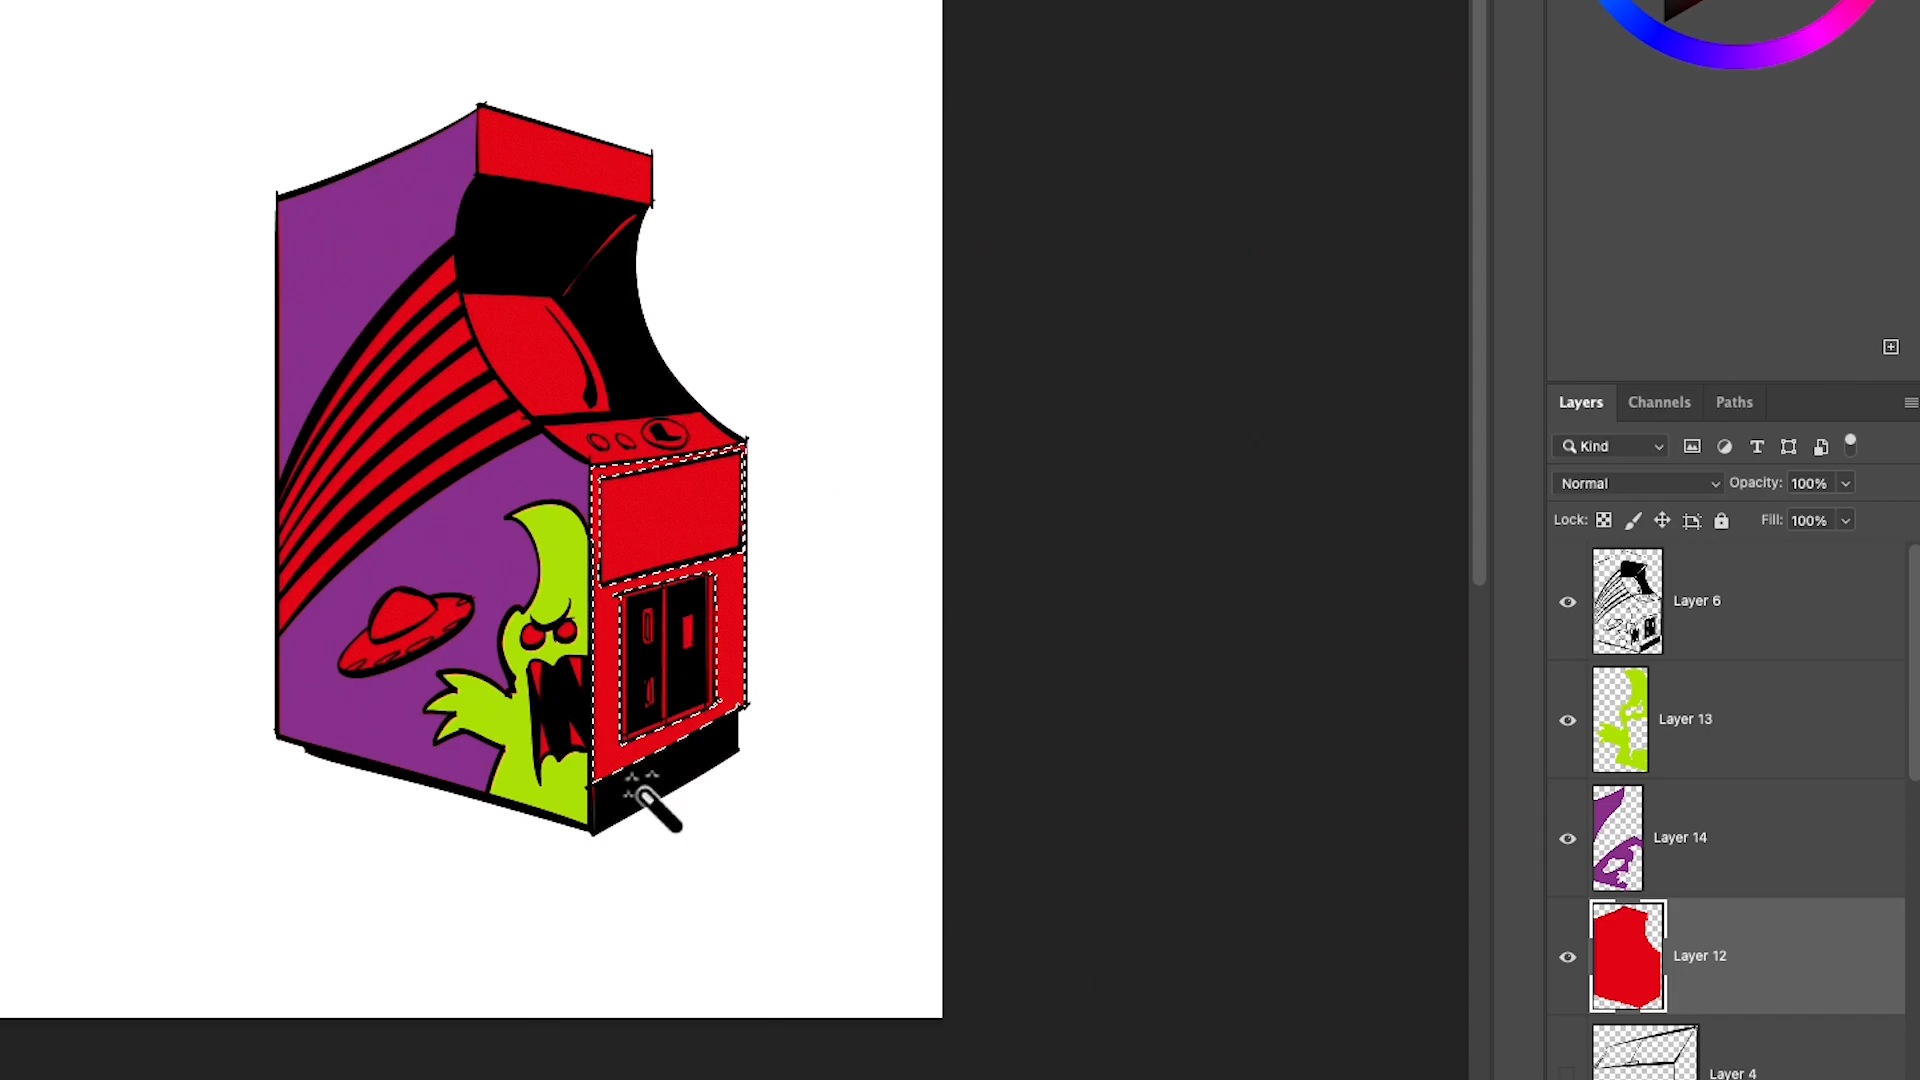 Layers Channels Paths
Kind
Normal Opacity: 100%
Lock: Fill: 100%
Layer 6
Layer 13
Layer 14
Layer 12
Layer 4